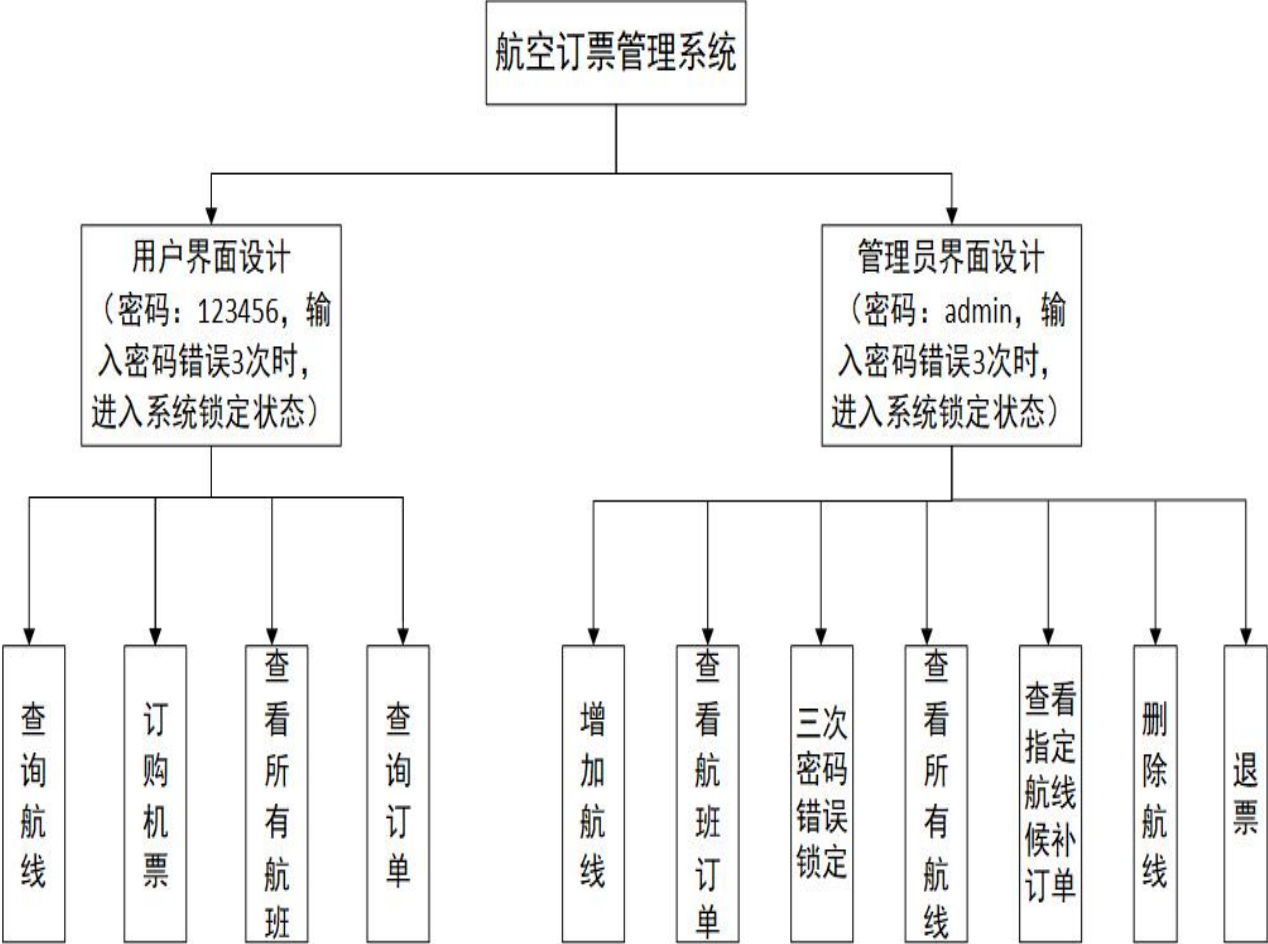 航空订票管理系统
用户界面设计
（密码：123456，输
入密码错误3次时，
进入系统锁定状态）
管理员界面设计
（密码：admin，输
入密码错误3次时，
进入系统锁定状态）
查询航线
订购机票
查看所有航班
查询订单
增加航线
查看航班订单
三次
密码
错误
锁定
查看所有航线
查看
指定
航线
候补
订单
删除航线
退票